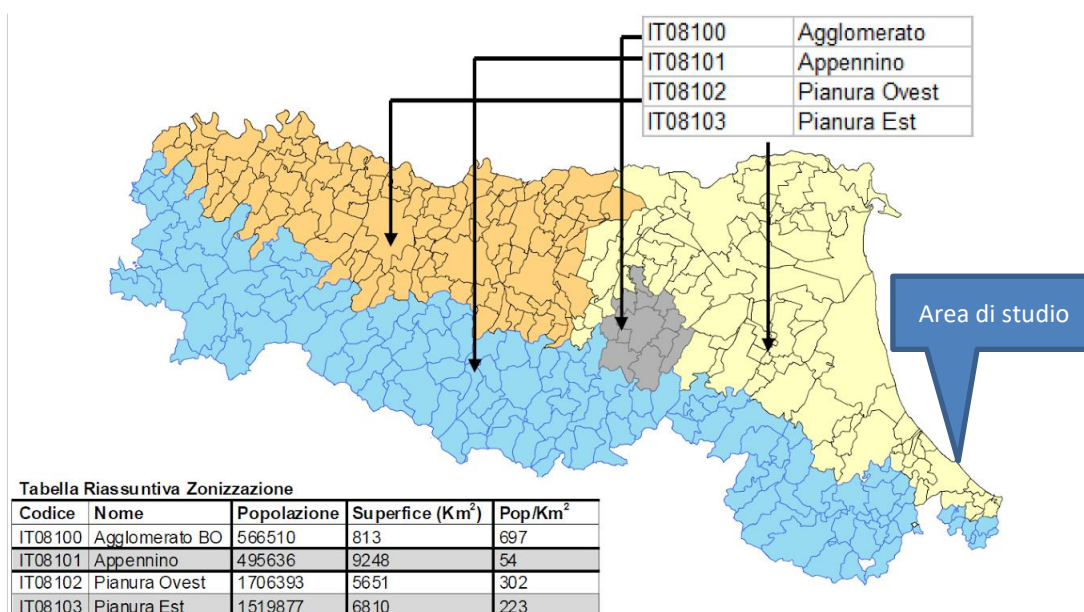 IT08100 Agglomerato
IT08101 Appennino
IT08102 Pianura Ovest
IT08103 Pianura Est
Area di studio
Tabella Riassuntiva Zonizzazione
Codice Nome Popolazione Superfice (Km²) Pop/Km²
IT08100 Agglomerato BO 566510 813 697
IT08101 Appennino 495636 9248 54
IT08102 Pianura Ovest 1706393 5651 302
IT08103 Pianura Est 1519877 6810 223